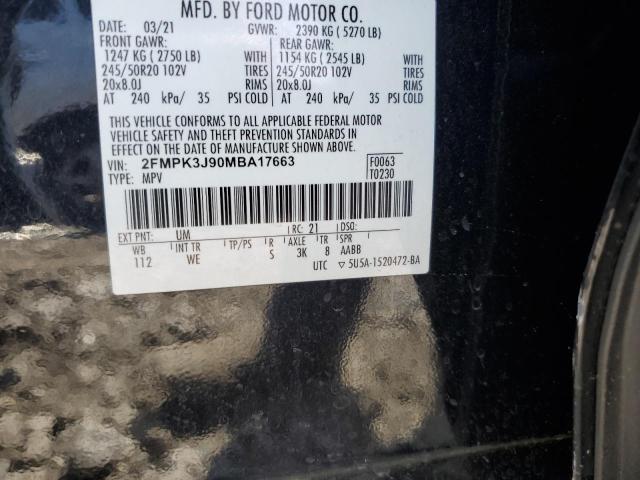 MFD. BY FORD MOTOR CO.
DATE: 03/21 GVWR: 2390 KG ( 5270 LB)
FRONT GAWR: REAR GAWR:
1247 KG ( 2750 LB) WITH 1154 KG ( 2545 LB) WITH
245/50R20 102V TIRES 245/50R20 102V TIRES
20x8.0J RIMS 20x8.0J RIMS
AT 240 kPa/ 35 PSI COLD AT 240 kPa/ 35 PSI COLD
THIS VEHICLE CONFORMS TO ALL APPLICABLE FEDERAL MOTOR
VEHICLE SAFETY AND THEFT PREVENTION STANDARDS IN
EFFECT ON THE DATE OF MANUFACTURE SHOWN ABOVE.
VIN: 2FMPK3J90MBA17663 F0063
TYPE: MPV T0230
EXT PNT: UM RC: 21 DSO:
WB INT TR TP/PS R AXLE TR SPR
112 WE S 3K 8 AABB
UTC ▽ 5U5A-1520472-BA